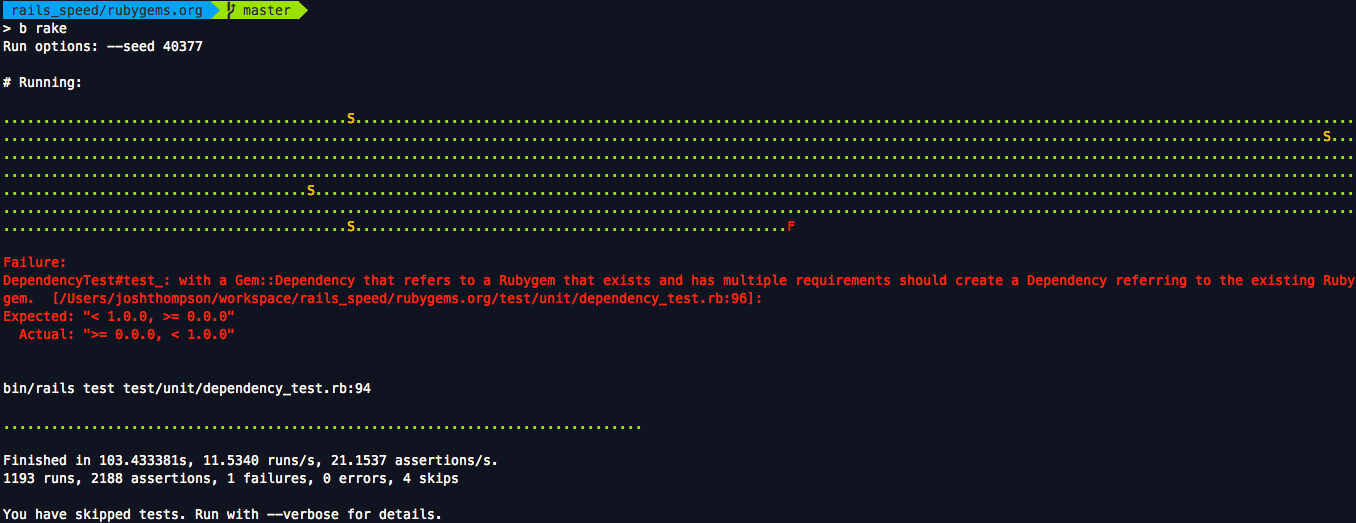 rails_speed/rubygems.org master
> b rake
Run options: --seed 40377
# Running:
...........................................S.............................................................................................................................
.....................................................................................................................................................................S...
.........................................................................................................................................................................
.........................................................................................................................................................................
......................................S..................................................................................................................................
.........................................................................................................................................................................
...........................................S......................................................F
Failure:
DependencyTest#test_: with a Gem::Dependency that refers to a Rubygem that exists and has multiple requirements should create a Dependency referring to the existing Ruby
gem.  [/Users/joshthompson/workspace/rails_speed/rubygems.org/test/unit/dependency_test.rb:96]:
Expected: "< 1.0.0, >= 0.0.0"
  Actual: ">= 0.0.0, < 1.0.0"
bin/rails test test/unit/dependency_test.rb:94
................................................................................
Finished in 103.433381s, 11.5340 runs/s, 21.1537 assertions/s.
1193 runs, 2188 assertions, 1 failures, 0 errors, 4 skips
You have skipped tests. Run with --verbose for details.